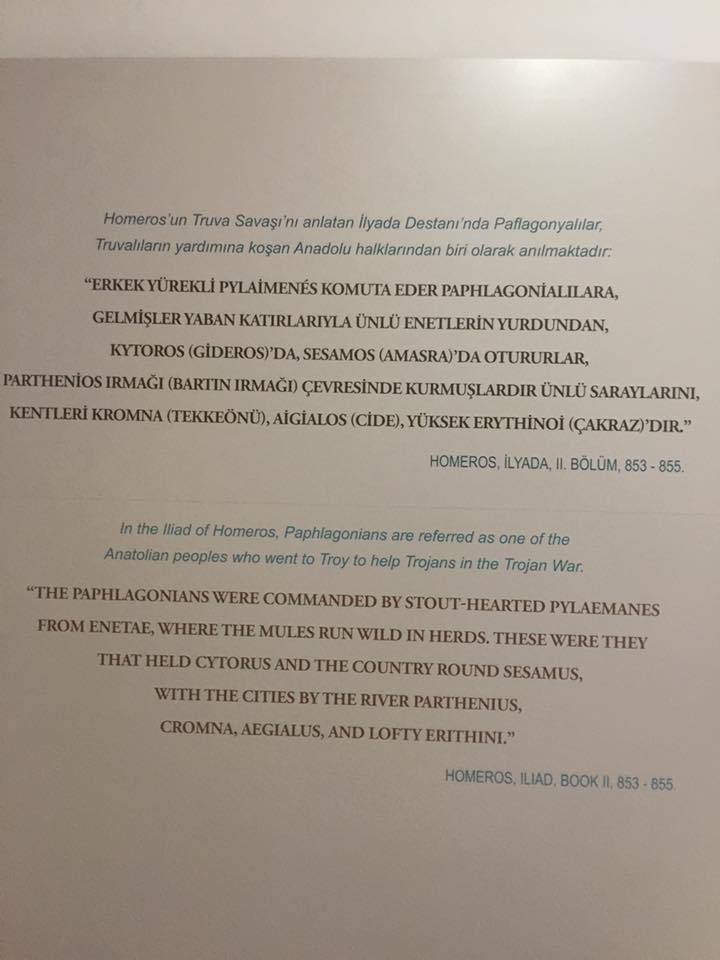 Homeros'un Truva Savaşı'nı anlatan İlyada Destanı'nda Paflagonyalılar,
Truvalıların yardımına koşan Anadolu halklarından biri olarak anılmaktadır:
“ERKEK YÜREKLİ PYLAİMENÉS KOMUTA EDER PAPHLAGONİALILARA,
GELMİŞLER YABAN KATIRLARIYLA ÜNLÜ ENETLERİN YURDUNDAN,
KYTOROS (GİDEROS)’DA, SESAMOS (AMASRA)’DA OTURURLAR,
PARTHENİOS IRMAĞI (BARTIN IRMAĞI) ÇEVRESİNDE KURMUŞLARDIR ÜNLÜ SARAYLARINI,
KENTLERİ KROMNA (TEKKEÖNÜ), AİGİALOS (CİDE), YÜKSEK ERYTHİNOİ (ÇAKRAZ)’DIR.”
HOMEROS, İLYADA, II. BÖLÜM, 853 - 855.
In the Iliad of Homeros, Paphlagonians are referred as one of the
Anatolian peoples who went to Troy to help Trojans in the Trojan War.
“THE PAPHLAGONIANS WERE COMMANDED BY STOUT-HEARTED PYLAEMANES
FROM ENETAE, WHERE THE MULES RUN WILD IN HERDS. THESE WERE THEY
THAT HELD CYTORUS AND THE COUNTRY ROUND SESAMUS,
WITH THE CITIES BY THE RIVER PARTHENIUS,
CROMNA, AEGIALUS, AND LOFTY ERITHINI.”
HOMEROS, ILIAD, BOOK II, 853 - 855.